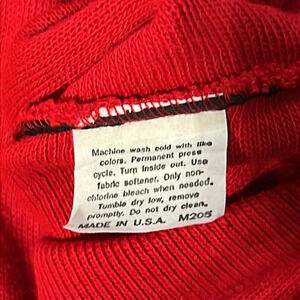 Machine wash cold with like
colors. Permanent press
cycle. Turn inside out. Use
fabric softener. Only non-
chlorine bleach when needed.
Tumble dry low, remove
promptly. Do not dry clean.
MADE IN U.S.A. M205